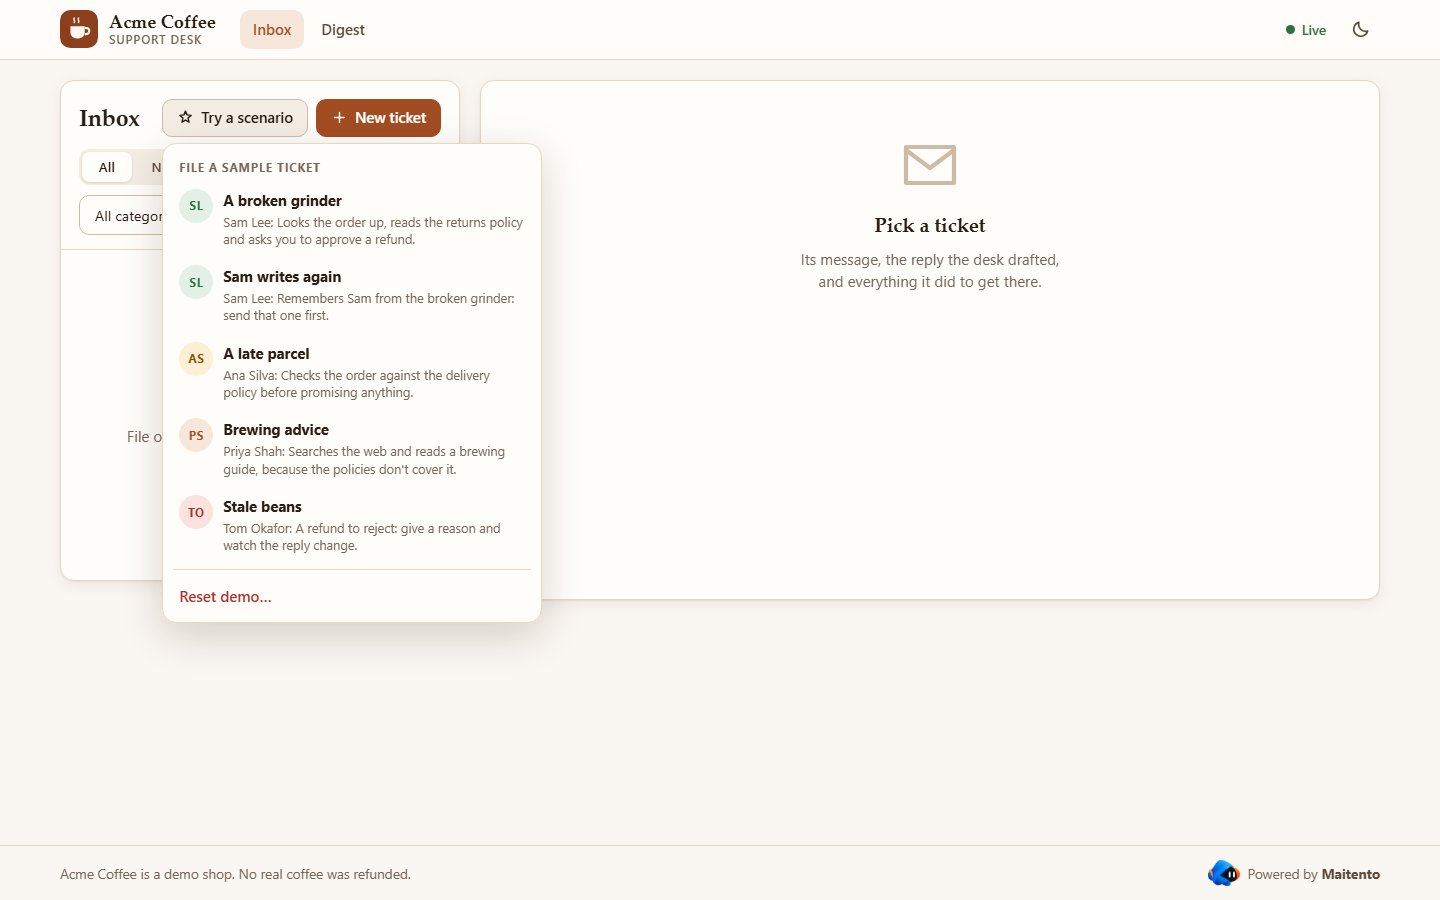 Acme Coffee
SUPPORT DESK
Inbox
Digest
Live
Inbox
Try a scenario
New ticket
All
N
All categor
File o
FILE A SAMPLE TICKET
SL
A broken grinder
Sam Lee: Looks the order up, reads the returns policy
and asks you to approve a refund.
SL
Sam writes again
Sam Lee: Remembers Sam from the broken grinder:
send that one first.
AS
A late parcel
Ana Silva: Checks the order against the delivery
policy before promising anything.
PS
Brewing advice
Priya Shah: Searches the web and reads a brewing
guide, because the policies don't cover it.
TO
Stale beans
Tom Okafor: A refund to reject: give a reason and
watch the reply change.
Reset demo...
Pick a ticket
Its message, the reply the desk drafted,
and everything it did to get there.
Acme Coffee is a demo shop. No real coffee was refunded.
Powered by Maitento